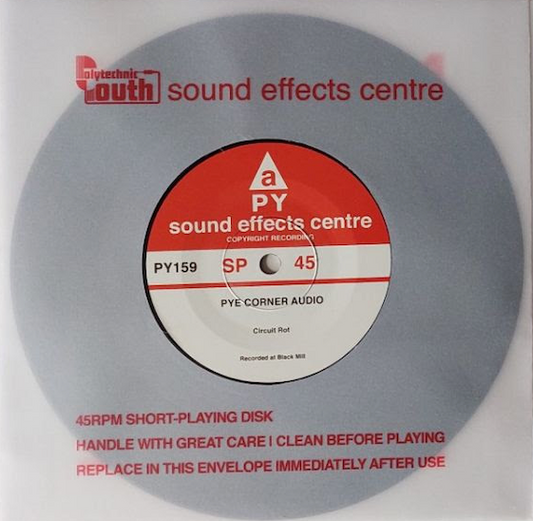 Polytechnic
Youth sound effects centre
a
PY
sound effects centre
COPYRIGHT RECORDING
PY159 SP 45
PYE CORNER AUDIO
Circuit Rot
Recorded at Black Mill
45RPM SHORT-PLAYING DISK
HANDLE WITH GREAT CARE | CLEAN BEFORE PLAYING
REPLACE IN THIS ENVELOPE IMMEDIATELY AFTER USE